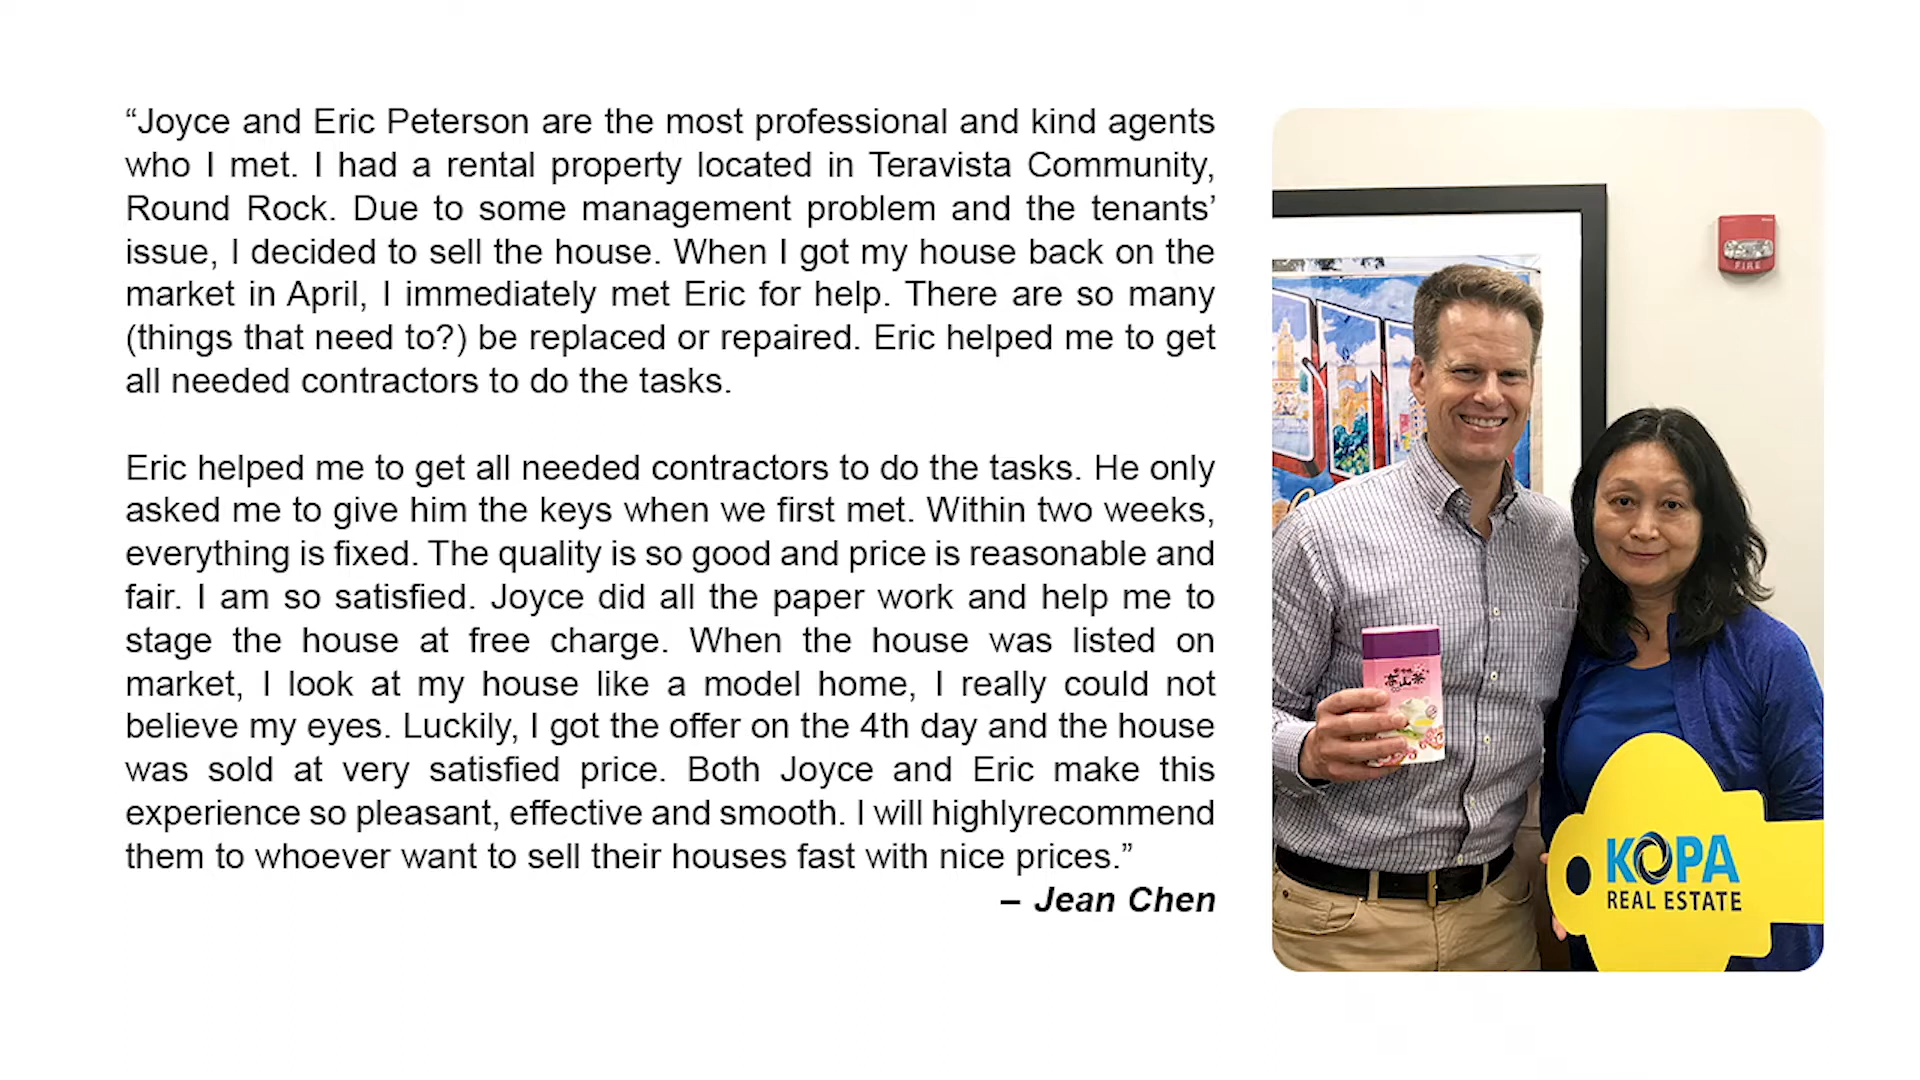 “Joyce and Eric Peterson are the most professional and kind agents
who I met. I had a rental property located in Teravista Community,
Round Rock. Due to some management problem and the tenants’
issue, I decided to sell the house. When I got my house back on the
market in April, I immediately met Eric for help. There are so many
(things that need to?) be replaced or repaired. Eric helped me to get
all needed contractors to do the tasks.
Eric helped me to get all needed contractors to do the tasks. He only
asked me to give him the keys when we first met. Within two weeks,
everything is fixed. The quality is so good and price is reasonable and
fair. I am so satisfied. Joyce did all the paper work and help me to
stage the house at free charge. When the house was listed on
market, I look at my house like a model home, I really could not
believe my eyes. Luckily, I got the offer on the 4th day and the house
was sold at very satisfied price. Both Joyce and Eric make this
experience so pleasant, effective and smooth. I will highlyrecommend
them to whoever want to sell their houses fast with nice prices.”
– Jean Chen
FIRE
高山茶
KOPA
REAL ESTATE